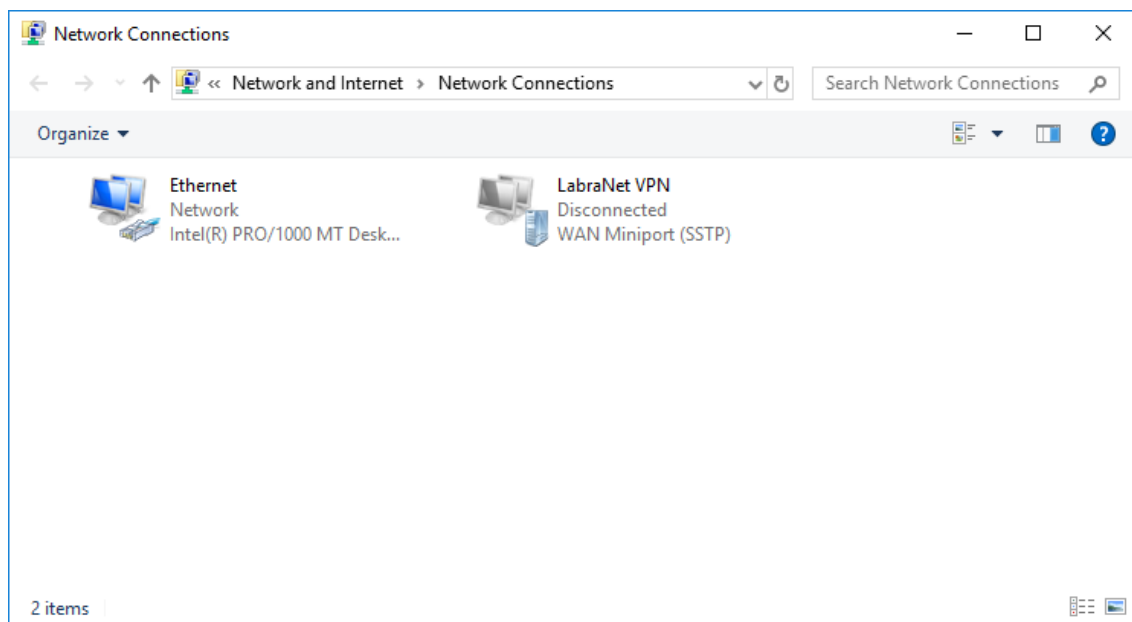 Network Connections
« Network and Internet › Network Connections
Search Network Connections
Organize
?
Ethernet
Network
Intel(R) PRO/1000 MT Desk...
LabraNet VPN
Disconnected
WAN Miniport (SSTP)
2 items